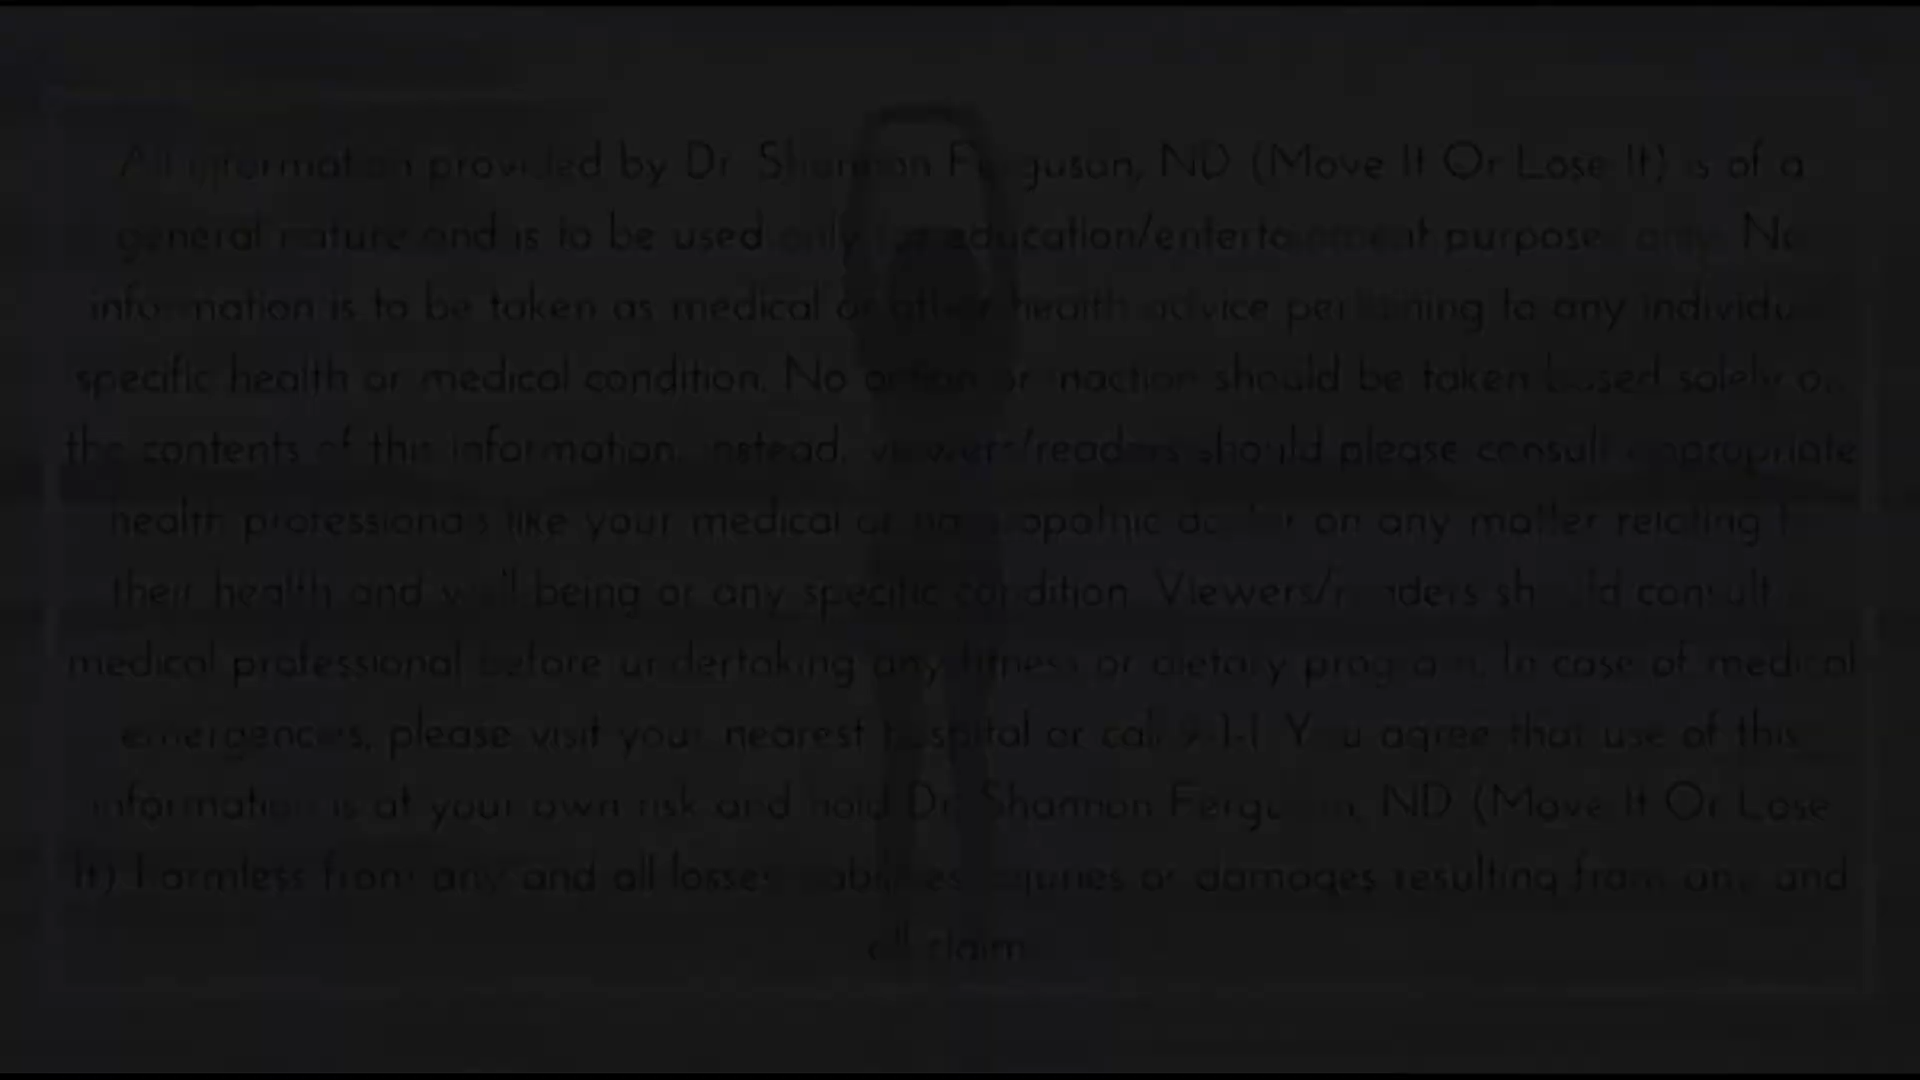 All information provided by Dr. Shannon Ferguson, ND (Move It Or Lose It) is of a
general nature and is to be used only for education/entertainment purposes only. No
information is to be taken as medical or other health advice pertaining to any individual
specific health or medical condition. No action or inaction should be taken based solely on
the contents of this information. Instead, viewers/readers should please consult appropriate
health professionals like your medical or naturopathic doctor on any matter relating to
their health and well being or any specific condition. Viewers/readers should consult
medical professional before undertaking any fitness or dietary program. In case of medical
emergencies, please visit your nearest hospital or call 9-1-1. You agree that use of this
information is at your own risk and hold Dr. Shannon Ferguson, ND (Move It Or Lose
It) harmless from any and all losses, liabilities, injuries or damages resulting from any and
all claim